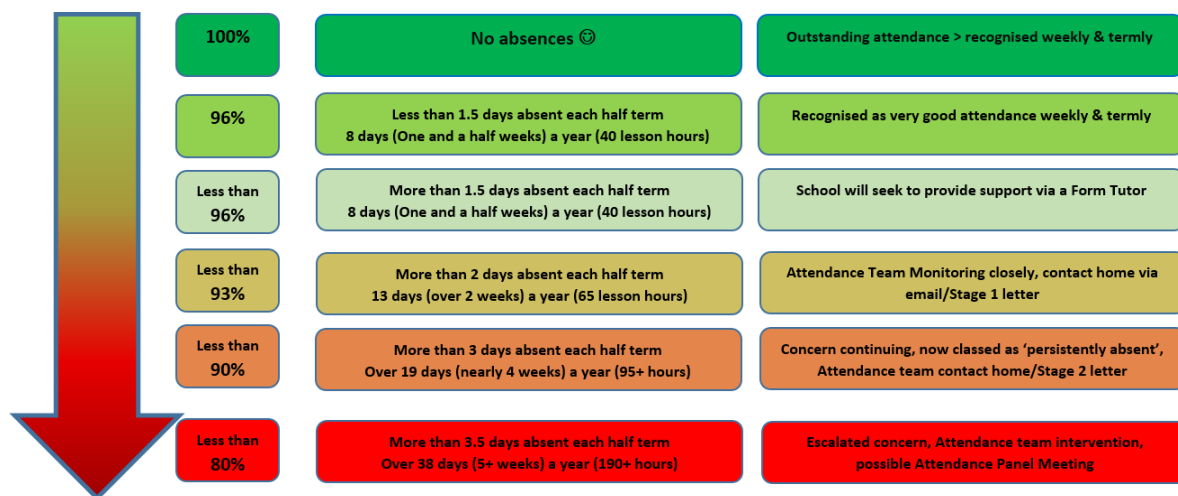 100%
No absences ☺
Outstanding attendance > recognised weekly & termly
96%
Less than 1.5 days absent each half term
8 days (One and a half weeks) a year (40 lesson hours)
Recognised as very good attendance weekly & termly
Less than
96%
More than 1.5 days absent each half term
8 days (One and a half weeks) a year (40 lesson hours)
School will seek to provide support via a Form Tutor
Less than
93%
More than 2 days absent each half term
13 days (over 2 weeks) a year (65 lesson hours)
Attendance Team Monitoring closely, contact home via
email/Stage 1 letter
Less than
90%
More than 3 days absent each half term
Over 19 days (nearly 4 weeks) a year (95+ hours)
Concern continuing, now classed as ‘persistently absent’,
Attendance team contact home/Stage 2 letter
Less than
80%
More than 3.5 days absent each half term
Over 38 days (5+ weeks) a year (190+ hours)
Escalated concern, Attendance team intervention,
possible Attendance Panel Meeting